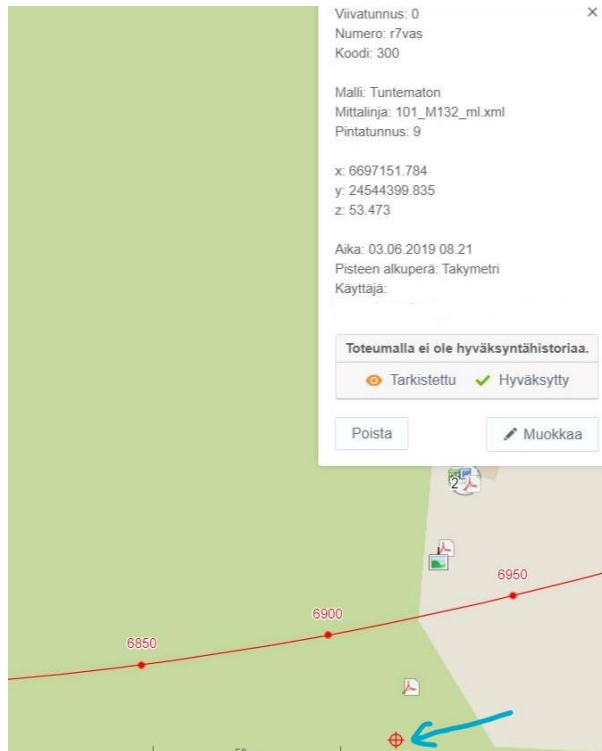 Viivatunnus: 0
Numero: r7vas
Koodi: 300
Malli: Tuntematon
Mittalinja: 101_M132_ml.xml
Pintatunnus: 9
x: 6697151.784
y: 24544399.835
z: 53.473
Aika: 03.06.2019 08.21
Pisteen alkuperä: Takymetri
Käyttäjä:
Toteumalla ei ole hyväksyntähistoriaa.
Tarkistettu Hyväksytty
Poista Muokkaa
2
6950
6900
6850